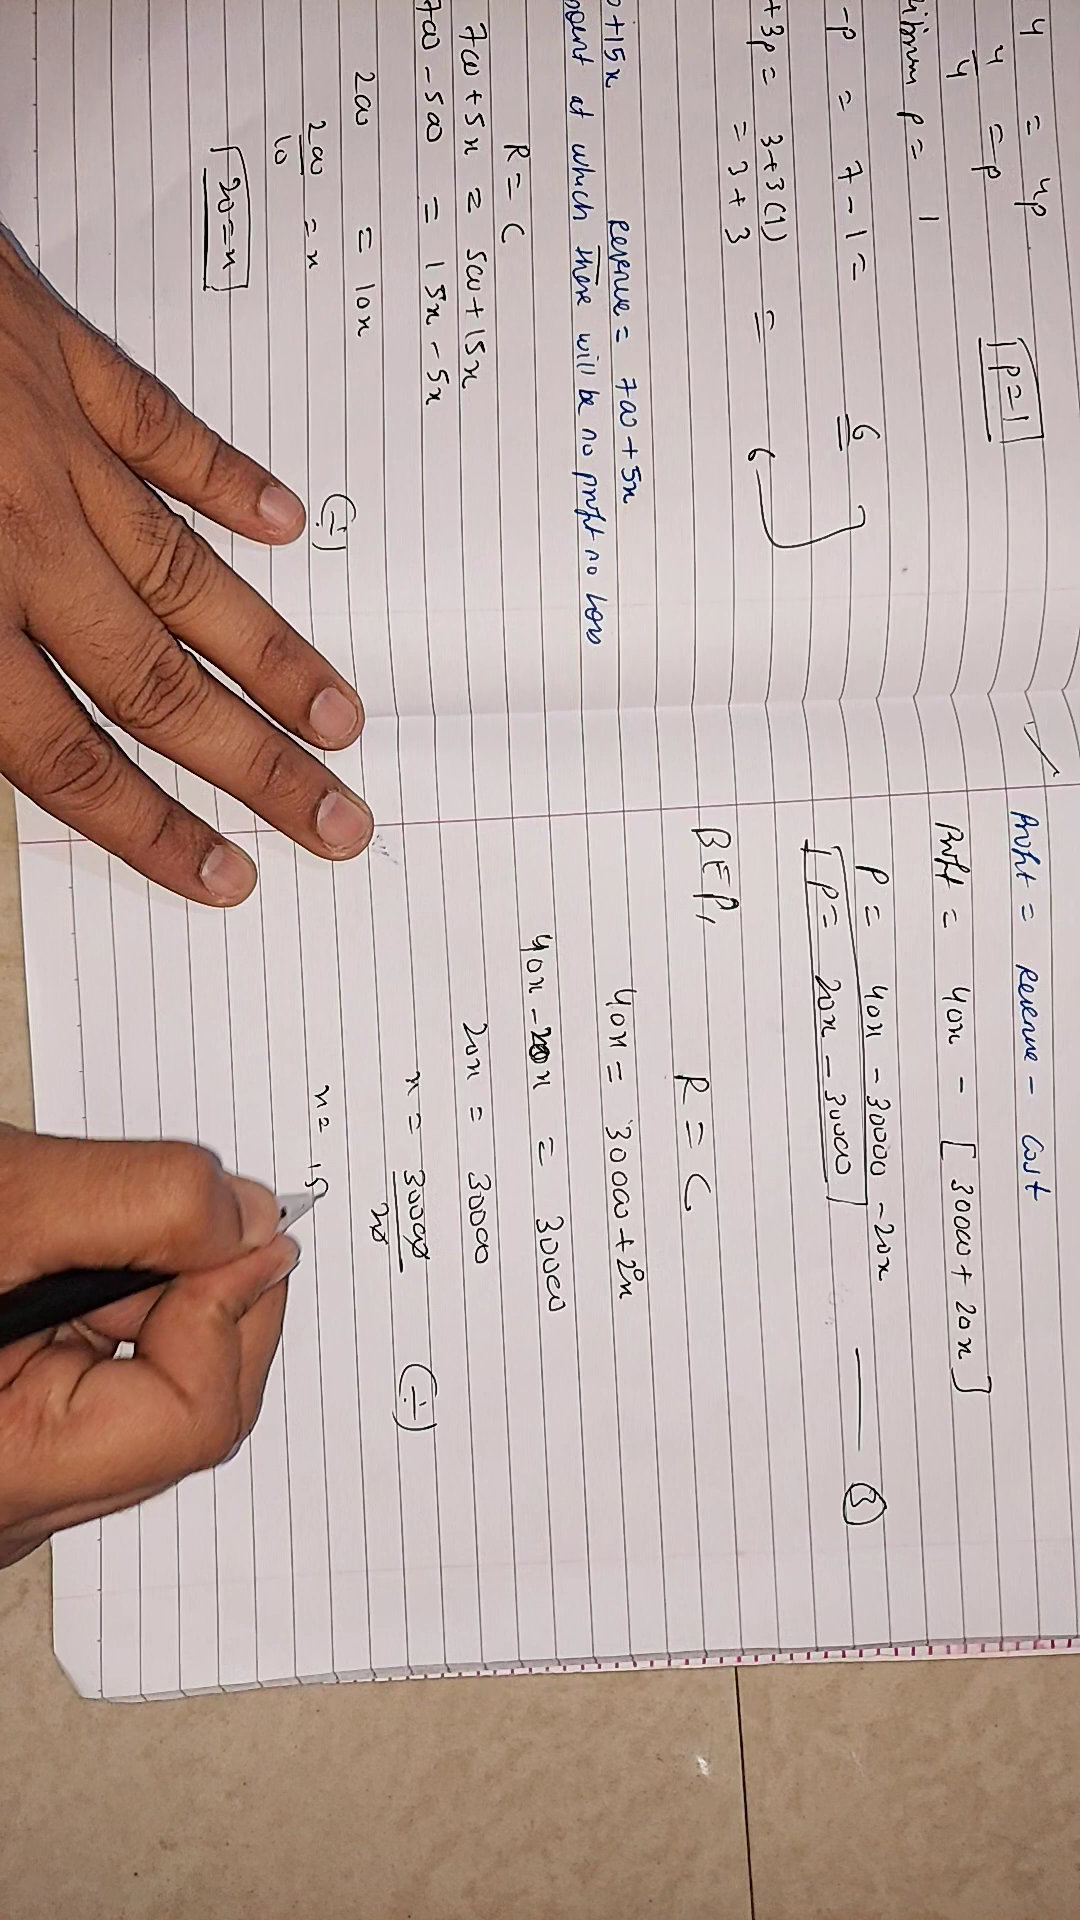 4 = 4p
4/4 = p
p=1
p = 1
-p = 7-1 = 6
+3p = 3+3(1) = 6
= 3+3
+15x Revenue = 700+5x
at which there will be no profit no loss
R = C
700+5x = 500+15x
700-500 = 15x-5x
200 = 10x
200/10 = x (÷)
20=x
Profit = Revenue - Cost
Profit = 40x - [30000+20x]
P = 40x - 30000 - 20x
P = 20x - 30000 — (3)
BEP, R = C
40x = 30000+20x
40x-20x = 30000
20x = 30000
x = 30000/20 (÷)
x = 15